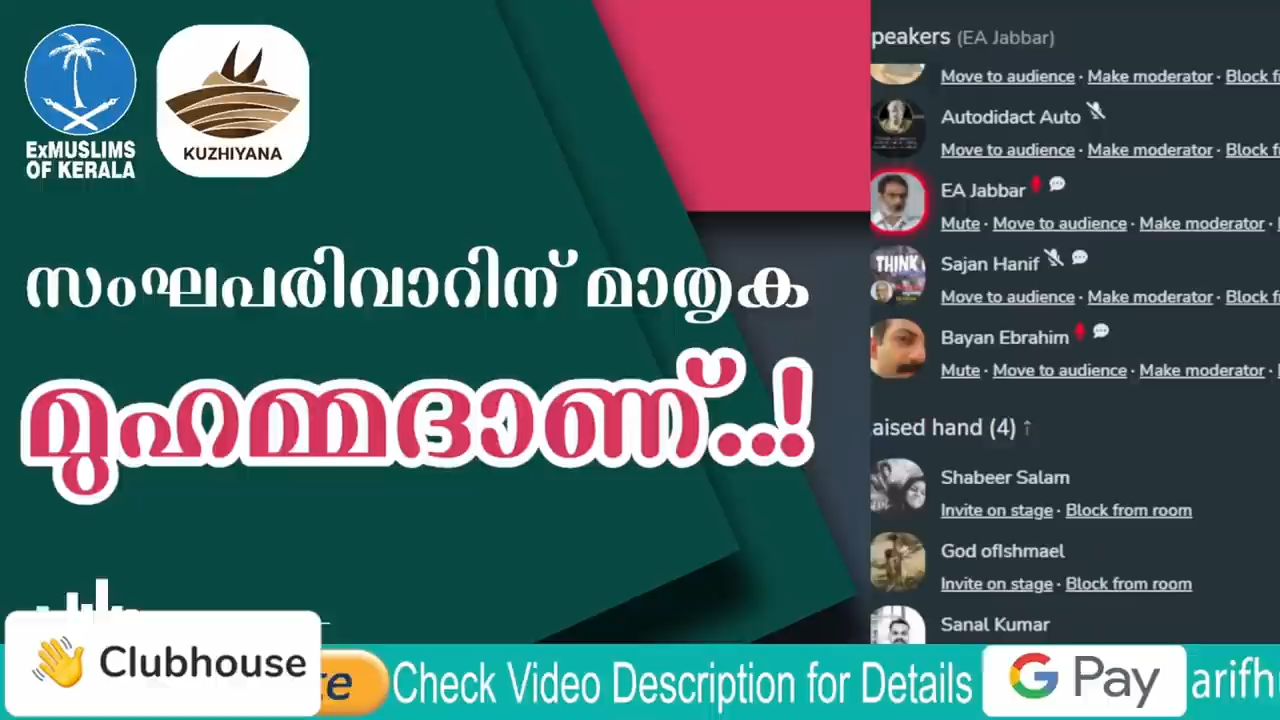 ExMUSLIMS
OF KERALA
KUZHIYANA
സംഘപരിവാറിന് മാതൃക
മുഹമ്മദാണ്...!
peakers (EA Jabbar)
Move to audience · Make moderator · Block f
Autodidact Auto
Move to audience · Make moderator · Block f
EA Jabbar
Mute · Move to audience · Make moderator ·
Sajan Hanif
THINK
Move to audience · Make moderator · Block f
Bayan Ebrahim
Mute · Move to audience · Make moderator ·
aised hand (4) ↑
Shabeer Salam
Invite on stage · Block from room
God ofIshmael
Invite on stage · Block from room
Sanal Kumar
Clubhouse
te Check Video Description for Details G Pay arifh